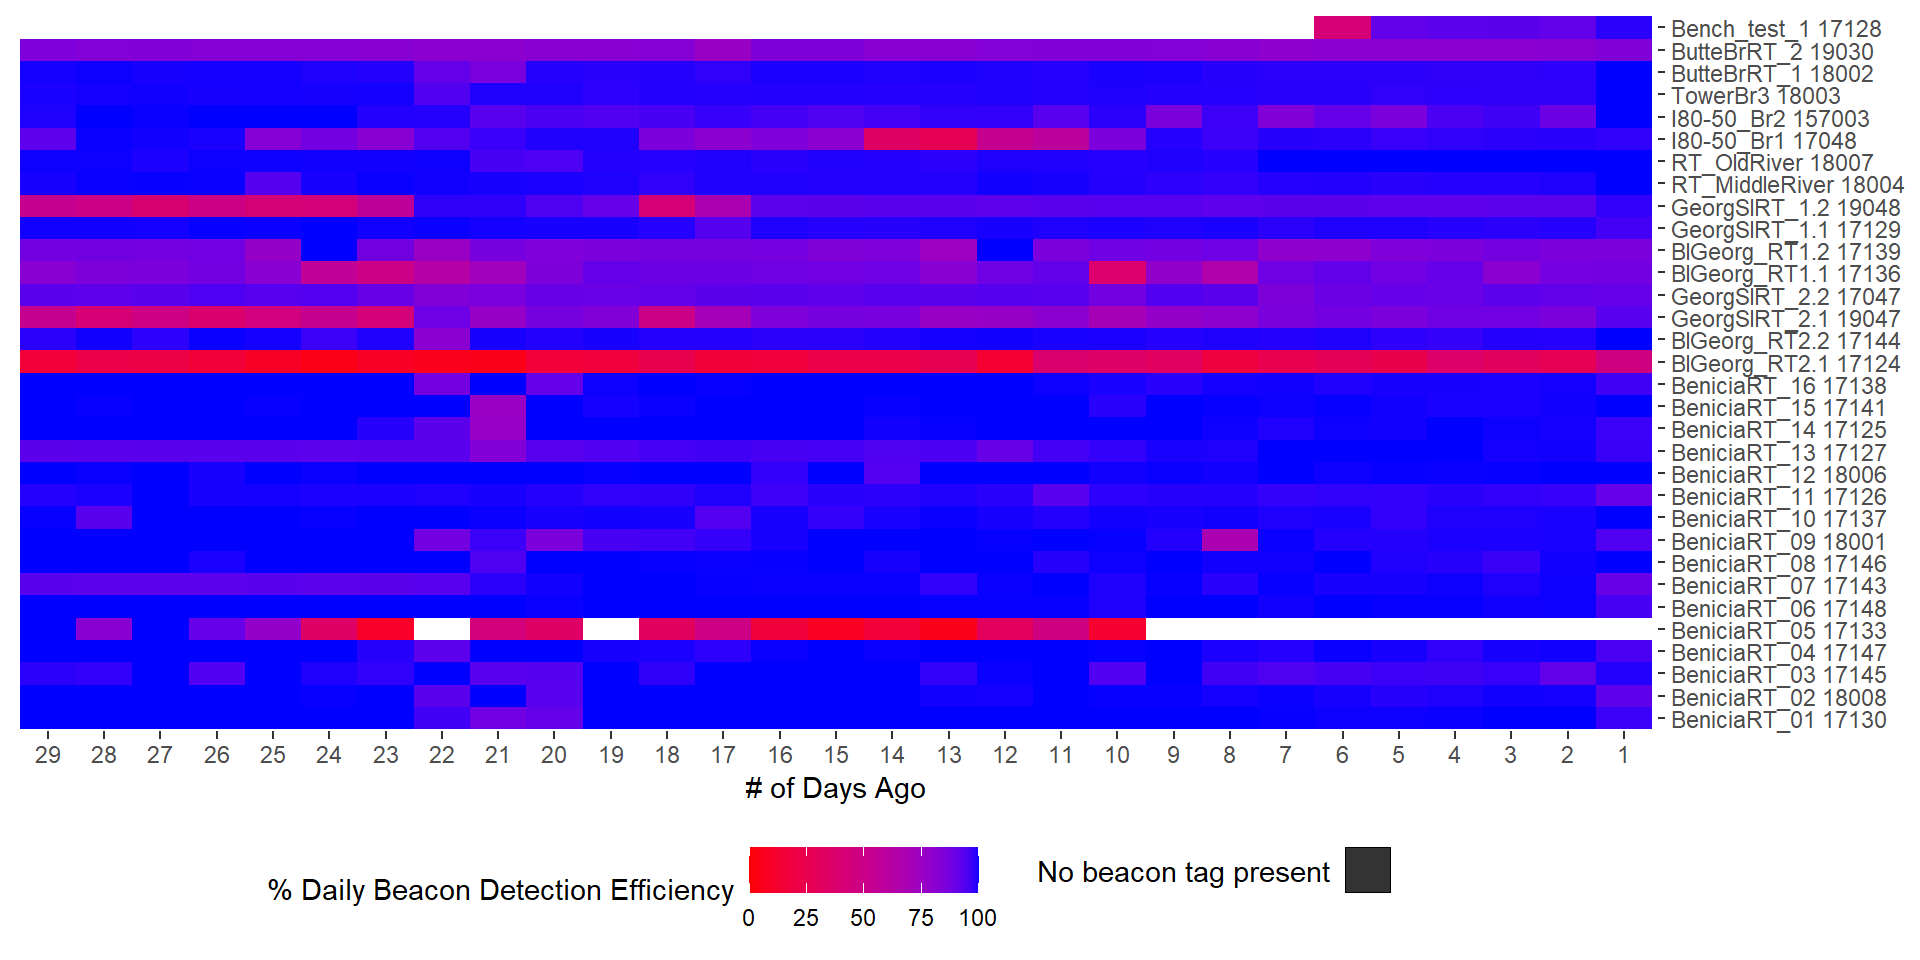 Bench_test_1 17128
ButteBrRT_2 19030
ButteBrRT_1 18002
TowerBr3 18003
I80-50_Br2 157003
I80-50_Br1 17048
RT_OldRiver 18007
RT_MiddleRiver 18004
GeorgSlRT_1.2 19048
GeorgSlRT_1.1 17129
BlGeorg_RT1.2 17139
BlGeorg_RT1.1 17136
GeorgSlRT_2.2 17047
GeorgSlRT_2.1 19047
BlGeorg_RT2.2 17144
BlGeorg_RT2.1 17124
BeniciaRT_16 17138
BeniciaRT_15 17141
BeniciaRT_14 17125
BeniciaRT_13 17127
BeniciaRT_12 18006
BeniciaRT_11 17126
BeniciaRT_10 17137
BeniciaRT_09 18001
BeniciaRT_08 17146
BeniciaRT_07 17143
BeniciaRT_06 17148
BeniciaRT_05 17133
BeniciaRT_04 17147
BeniciaRT_03 17145
BeniciaRT_02 18008
BeniciaRT_01 17130
29 28 27 26 25 24 23 22 21 20 19 18 17 16 15 14 13 12 11 10 9 8 7 6 5 4 3 2 1
# of Days Ago
% Daily Beacon Detection Efficiency
0 25 50 75 100
No beacon tag present